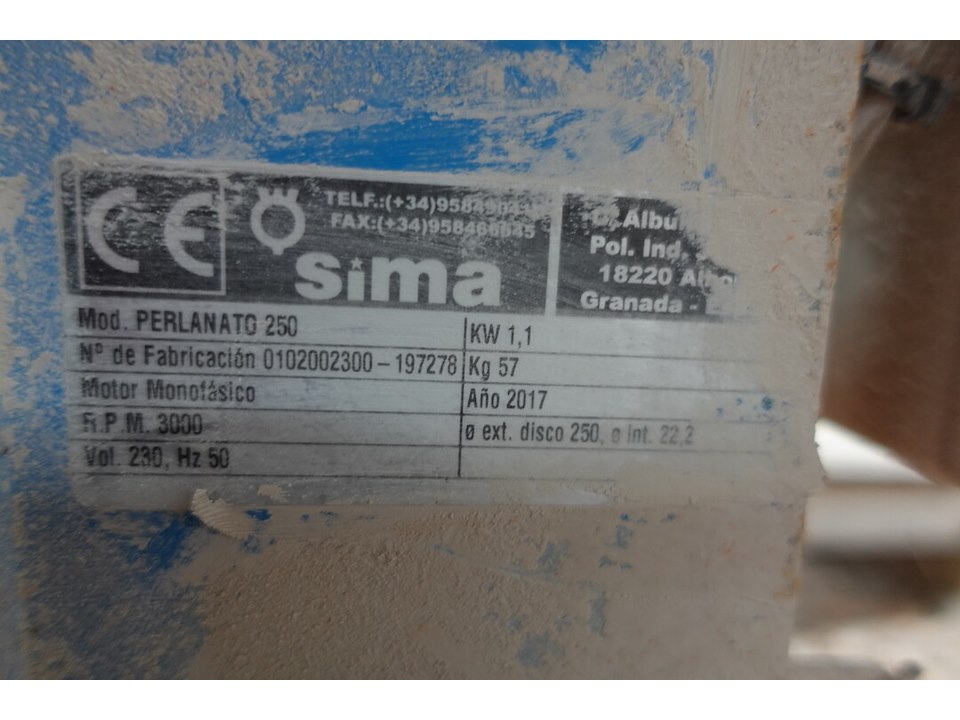 CE
TELF.:(+34)
FAX:(+34)
sima
Pol. Ind.
18220
Granada -
Mod. PERLANATO 250
KW 1,1
Nº de Fabricación 0102002300-197278
Kg 57
Motor Monofásico
Año 2017
R.P.M. 3000
ø ext. disco 250, ø int. 22,2
Vol. 230, Hz 50